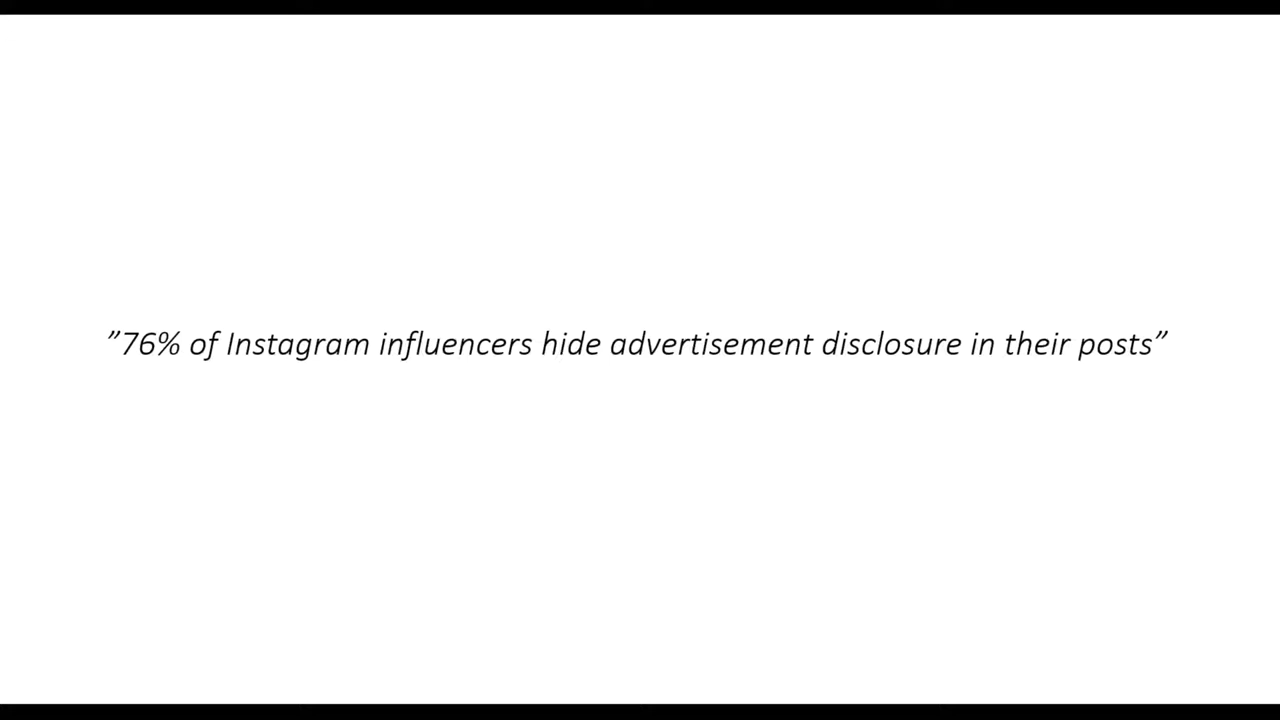 ”76% of Instagram influencers hide advertisement disclosure in their posts”